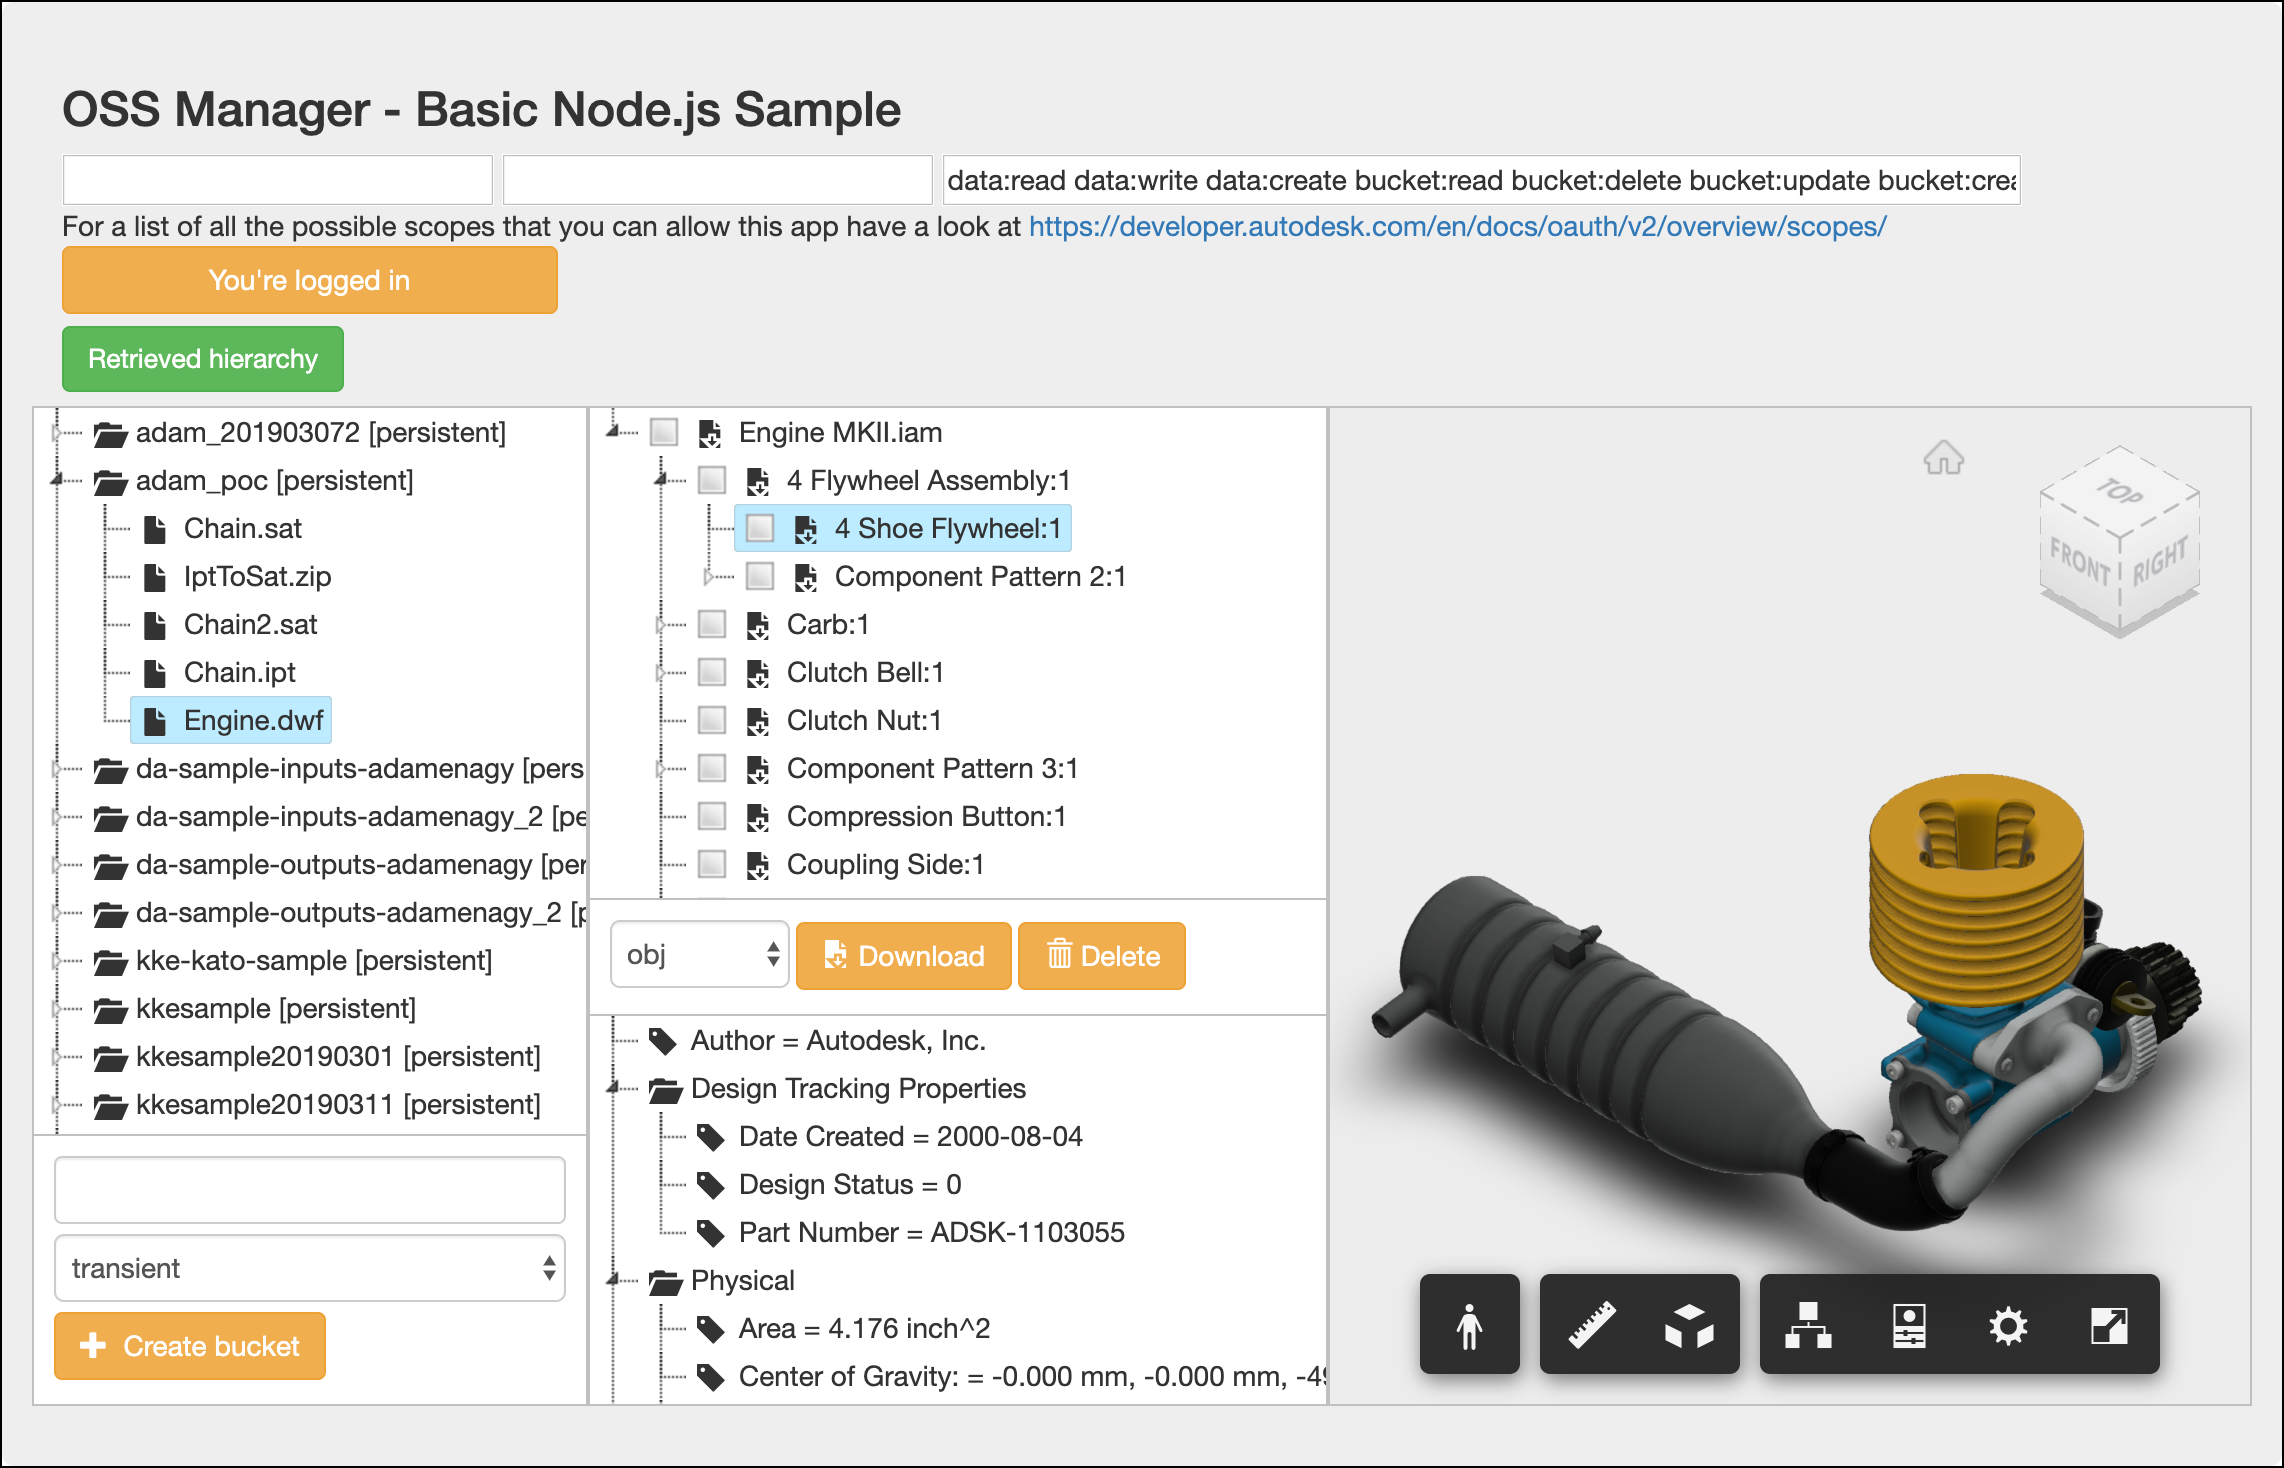 OSS Manager - Basic Node.js Sample
data:read data:write data:create bucket:read bucket:delete bucket:update bucket:crea
For a list of all the possible scopes that you can allow this app have a look at https://developer.autodesk.com/en/docs/oauth/v2/overview/scopes/
You're logged in
Retrieved hierarchy
adam_201903072 [persistent]
adam_poc [persistent]
Chain.sat
IptToSat.zip
Chain2.sat
Chain.ipt
Engine.dwf
da-sample-inputs-adamenagy [pers
da-sample-inputs-adamenagy_2 [pe
da-sample-outputs-adamenagy [per
da-sample-outputs-adamenagy_2 [p
kke-kato-sample [persistent]
kkesample [persistent]
kkesample20190301 [persistent]
kkesample20190311 [persistent]
transient
Create bucket
Engine MKII.iam
4 Flywheel Assembly:1
4 Shoe Flywheel:1
Component Pattern 2:1
Carb:1
Clutch Bell:1
Clutch Nut:1
Component Pattern 3:1
Compression Button:1
Coupling Side:1
obj
Download
Delete
Author = Autodesk, Inc.
Design Tracking Properties
Date Created = 2000-08-04
Design Status = 0
Part Number = ADSK-1103055
Physical
Area = 4.176 inch^2
Center of Gravity: = -0.000 mm, -0.000 mm, -49
TOP
FRONT
RIGHT